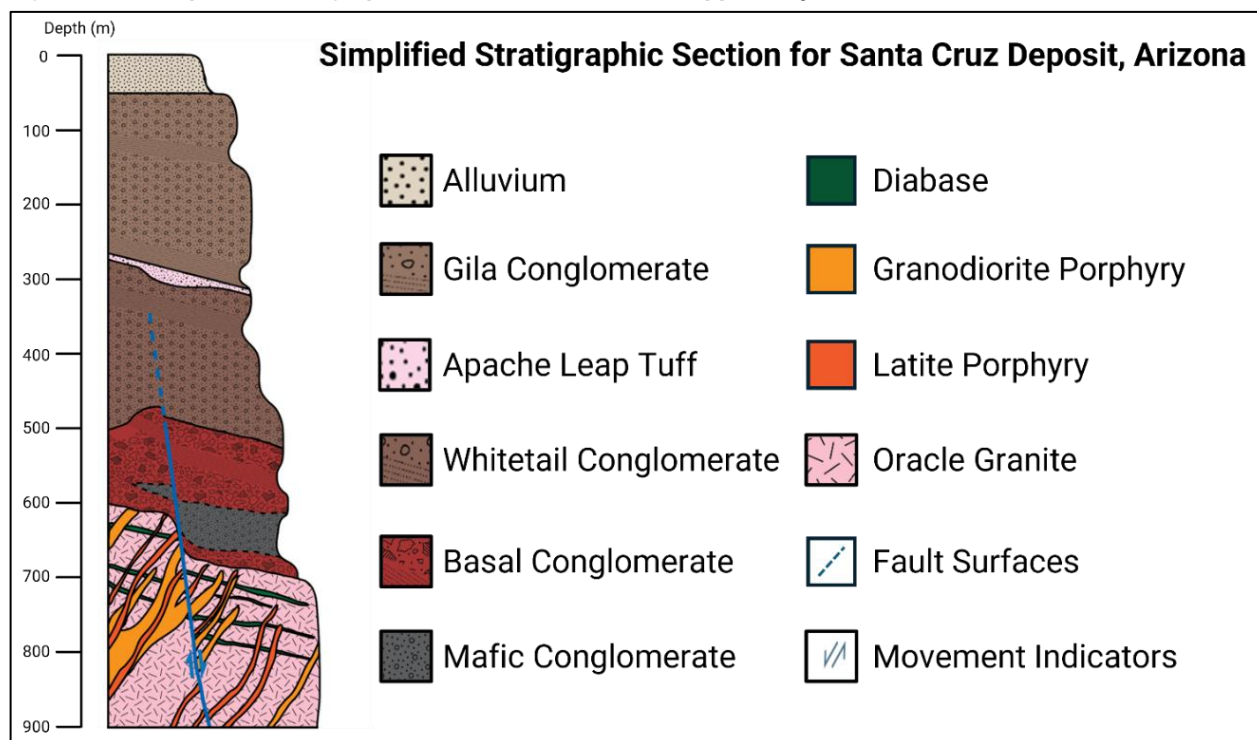 Depth (m)
Simplified Stratigraphic Section for Santa Cruz Deposit, Arizona
0
100
200
300
400
500
600
700
800
900
Alluvium
Gila Conglomerate
Apache Leap Tuff
Whitetail Conglomerate
Basal Conglomerate
Mafic Conglomerate
Diabase
Granodiorite Porphyry
Latite Porphyry
Oracle Granite
Fault Surfaces
Movement Indicators